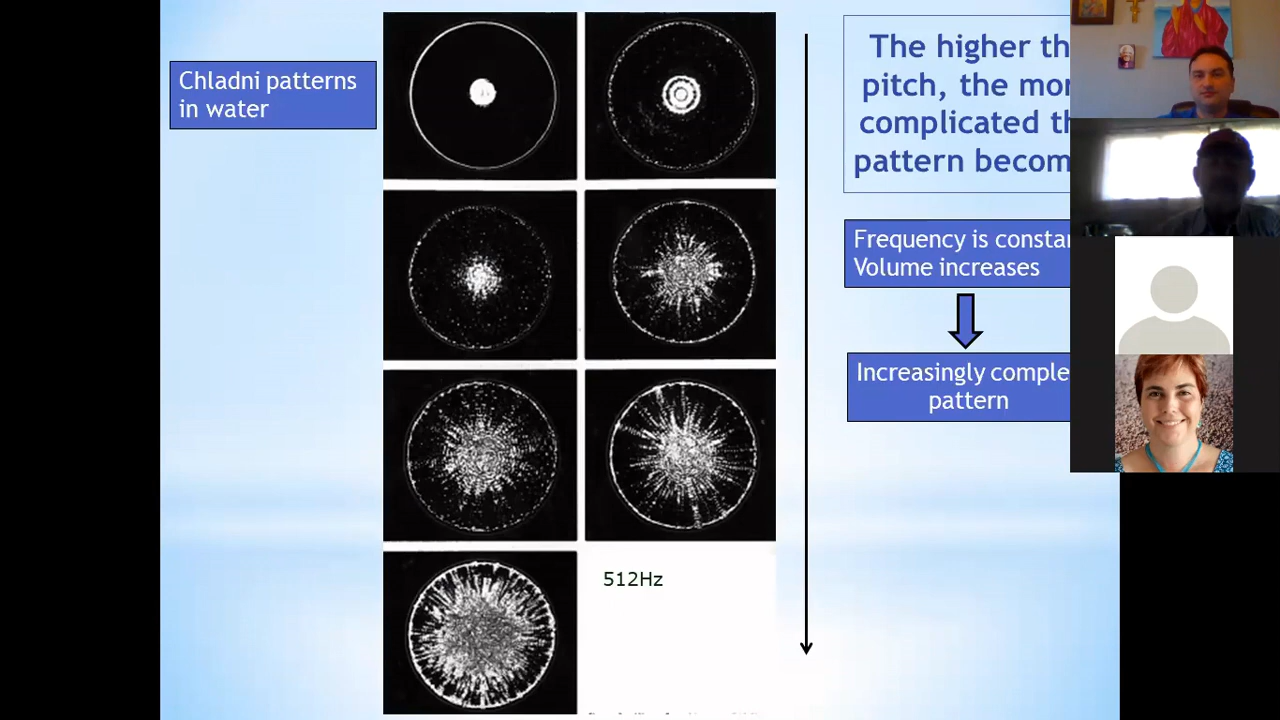 Chladni patterns
in water
The higher th
pitch, the mor
complicated th
pattern becom
Frequency is constan
Volume increases
Increasingly comple
pattern
512Hz